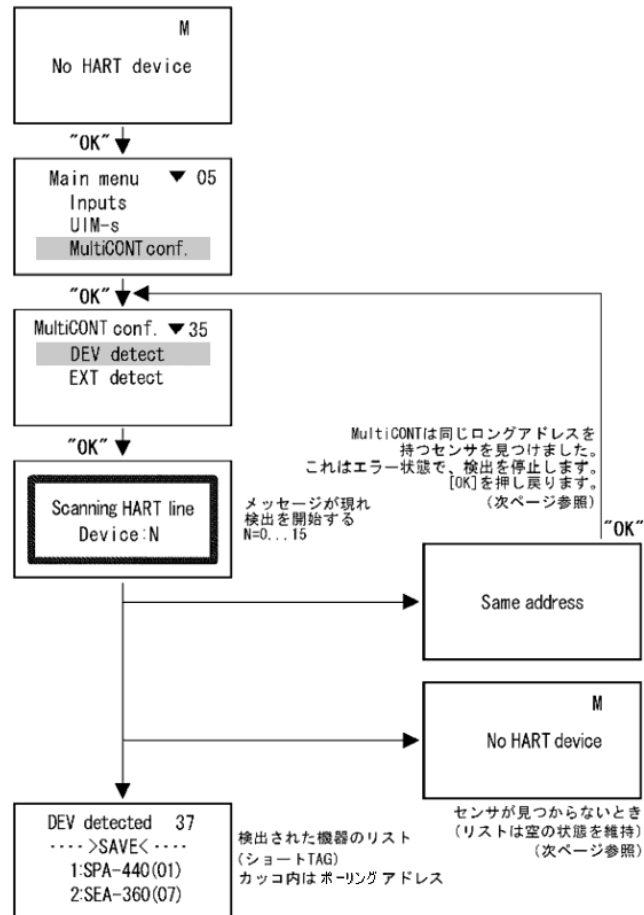 M
No HART device
"OK"
Main menu ▼ 05
Inputs
UIM-s
MultiCONT conf.
"OK"
MultiCONT conf. ▼35
DEV detect
EXT detect
"OK"
MultiCONTは同じロングアドレスを
持つセンサを見つけました。
これはエラー状態で、検出を停止します。
[OK]を押し戻ります。
(次ページ参照)
"OK"
Scanning HART line
Device:N
メッセージが現れ
検出を開始する
N=0...15
Same address
M
No HART device
センサが見つからないとき
(リストは空の状態を維持)
(次ページ参照)
DEV detected 37
---- >SAVE< ----
1:SPA-440(01)
2:SEA-360(07)
検出された機器のリスト
(ショートTAG)
カッコ内は ポーリング アドレス